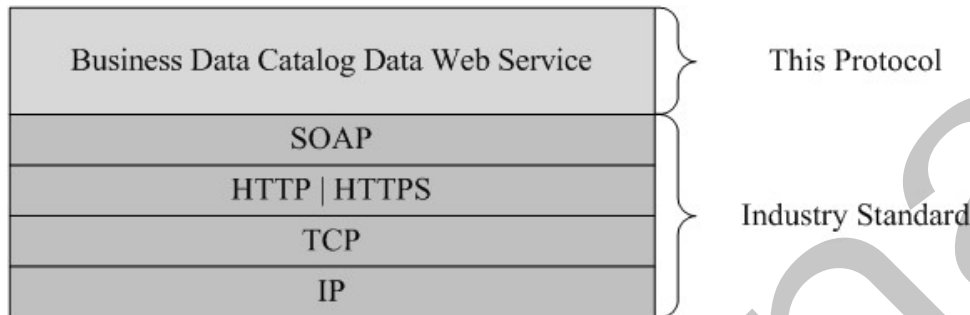 Business Data Catalog Data Web Service
This Protocol
SOAP
HTTP | HTTPS
TCP
IP
Industry Standard